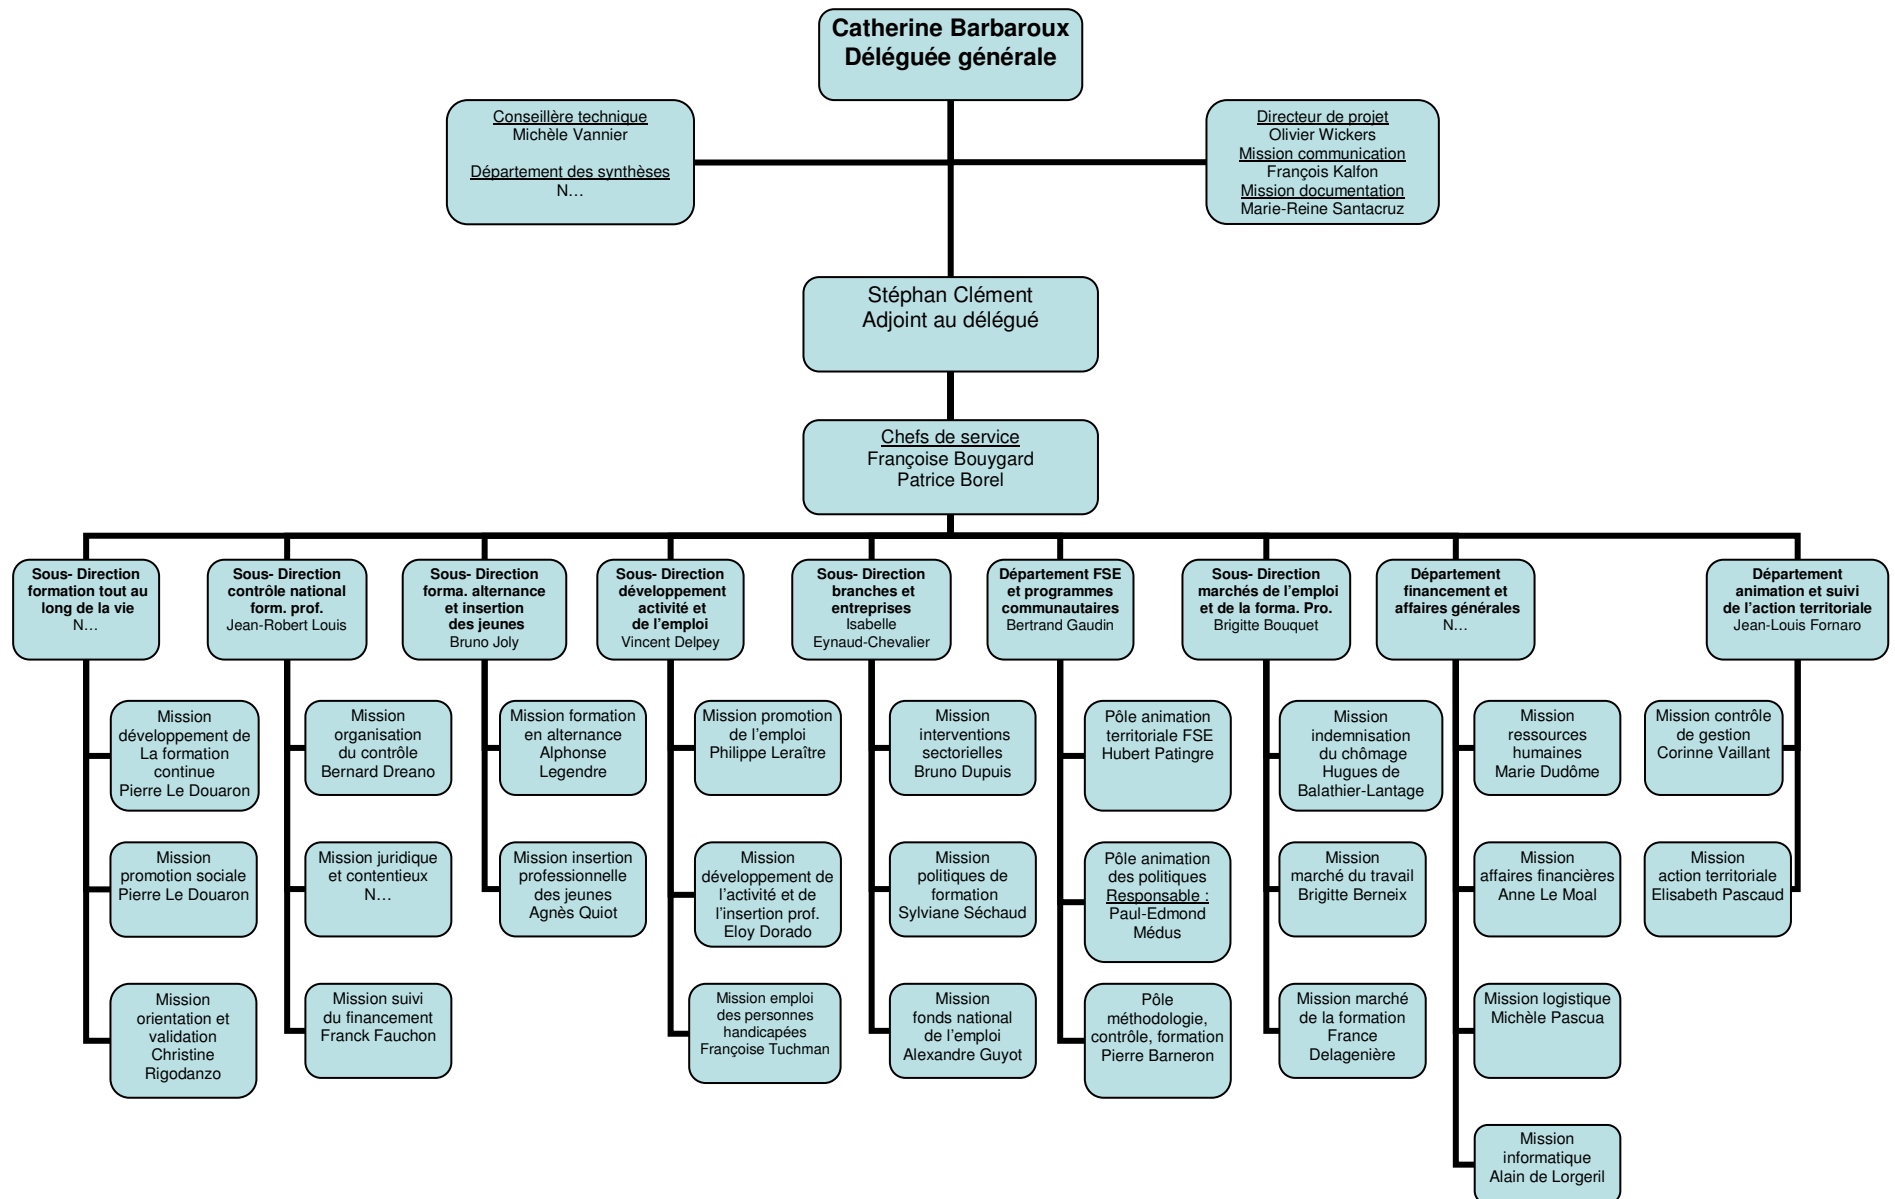 Catherine Barbaroux
Déléguée générale
Conseillère technique
Michèle Vannier
Département des synthèses
N…
Directeur de projet
Olivier Wickers
Mission communication
François Kalfon
Mission documentation
Marie-Reine Santacruz
Stéphan Clément
Adjoint au délégué
Chefs de service
Françoise Bouygard
Patrice Borel
Sous- Direction
formation tout au
long de la vie
N…
Sous- Direction
contrôle national
form. prof.
Jean-Robert Louis
Sous- Direction
forma. alternance
et insertion
des jeunes
Bruno Joly
Sous- Direction
développement
activité et
de l’emploi
Vincent Delpey
Sous- Direction
branches et
entreprises
Isabelle
Eynaud-Chevalier
Département FSE
et programmes
communautaires
Bertrand Gaudin
Sous- Direction
marchés de l’emploi
et de la forma. Pro.
Brigitte Bouquet
Département
financement et
affaires générales
N…
Département
animation et suivi
de l’action territoriale
Jean-Louis Fornaro
Mission
développement de
La formation
continue
Pierre Le Douaron
Mission
organisation
du contrôle
Bernard Dreano
Mission formation
en alternance
Alphonse
Legendre
Mission promotion
de l’emploi
Philippe Leraître
Mission
interventions
sectorielles
Bruno Dupuis
Pôle animation
territoriale FSE
Hubert Patingre
Mission
indemnisation
du chômage
Hugues de
Balathier-Lantage
Mission
ressources
humaines
Marie Dudôme
Mission contrôle
de gestion
Corinne Vaillant
Mission
promotion sociale
Pierre Le Douaron
Mission juridique
et contentieux
N…
Mission insertion
professionnelle
des jeunes
Agnès Quiot
Mission
développement de
l’activité et de
l’insertion prof.
Eloy Dorado
Mission
politiques de
formation
Sylviane Séchaud
Pôle animation
des politiques
Responsable :
Paul-Edmond
Médus
Mission
marché du travail
Brigitte Berneix
Mission
affaires financières
Anne Le Moal
Mission
action territoriale
Elisabeth Pascaud
Mission
orientation et
validation
Christine
Rigodanzo
Mission suivi
du financement
Franck Fauchon
Mission emploi
des personnes
handicapées
Françoise Tuchman
Mission
fonds national
de l’emploi
Alexandre Guyot
Pôle
méthodologie,
contrôle, formation
Pierre Barneron
Mission marché
de la formation
France
Delagenière
Mission logistique
Michèle Pascua
Mission
informatique
Alain de Lorgeril